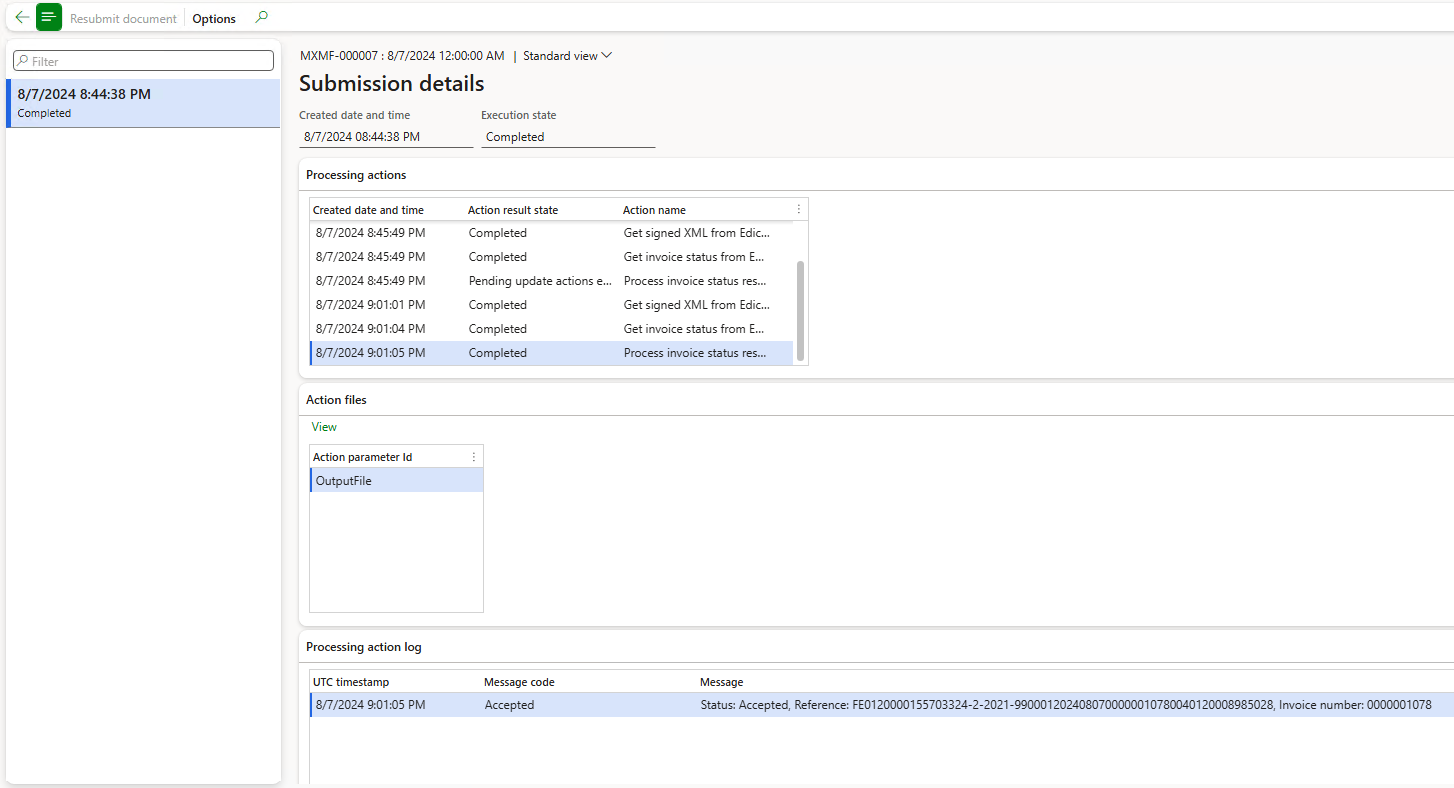 Resubmit document Options
Filter
8/7/2024 8:44:38 PM
Completed
MXMF-000007 : 8/7/2024 12:00:00 AM | Standard view
Submission details
Created date and time Execution state
8/7/2024 08:44:38 PM Completed
Processing actions
Created date and time Action result state Action name
8/7/2024 8:45:49 PM Completed Get signed XML from Edic...
8/7/2024 8:45:49 PM Completed Get invoice status from E...
8/7/2024 8:45:49 PM Pending update actions e... Process invoice status res...
8/7/2024 9:01:01 PM Completed Get signed XML from Edic...
8/7/2024 9:01:04 PM Completed Get invoice status from E...
8/7/2024 9:01:05 PM Completed Process invoice status res...
Action files
View
Action parameter Id
OutputFile
Processing action log
UTC timestamp Message code Message
8/7/2024 9:01:05 PM Accepted Status: Accepted, Reference: FE0120000155703324-2-2021-9900012024080700000010780040120008985028, Invoice number: 0000001078